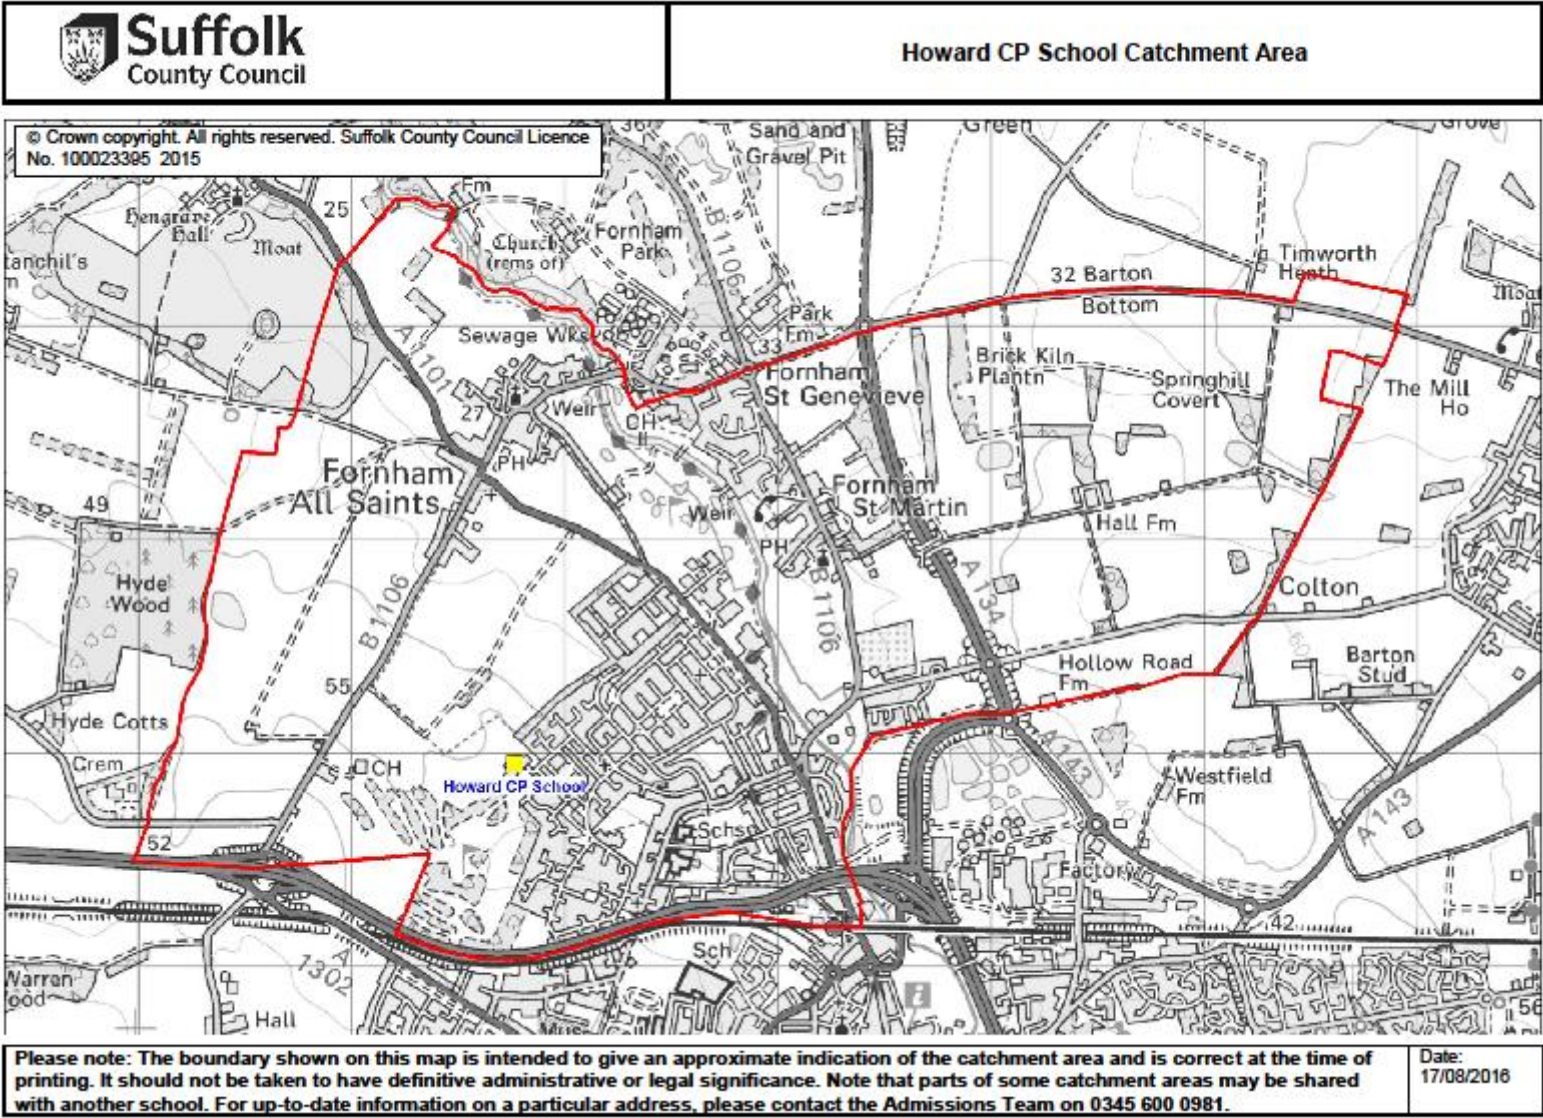 Suffolk
County Council
Howard CP School Catchment Area
© Crown copyright. All rights reserved. Suffolk County Council Licence
No. 100023395 2015
36
Sand and
Gravel Pit
Green
Grove
Fm
Hengrave
Hall
25
Moat
Church
(rems of)
Fornham
Park
B 1106
Timworth
Heath
32 Barton
Bottom
Moat
A 1101
Sewage Wks
Park
Fm
33
Fornham
St Genevieve
Brick Kiln
Plantn
Springhill
Covert
The Mill
Ho
27
Weir
CH
PH
Fornham
All Saints
Fornham
St Martin
49
Weir
PH
Hall Fm
Hyde
Wood
B 1106
B 1106
A 134
Colton
55
Hollow Road
Fm
Barton
Stud
Hyde Cotts
Crem
CH
Howard CP School
A 143
Westfield
Fm
A 143
52
Schs
Factory
42
A
1302
Sch
Warren
Hall
Mus
56
Please note: The boundary shown on this map is intended to give an approximate indication of the catchment area and is correct at the time of
printing. It should not be taken to have definitive administrative or legal significance. Note that parts of some catchment areas may be shared
with another school. For up-to-date information on a particular address, please contact the Admissions Team on 0345 600 0981.
Date:
17/08/2016